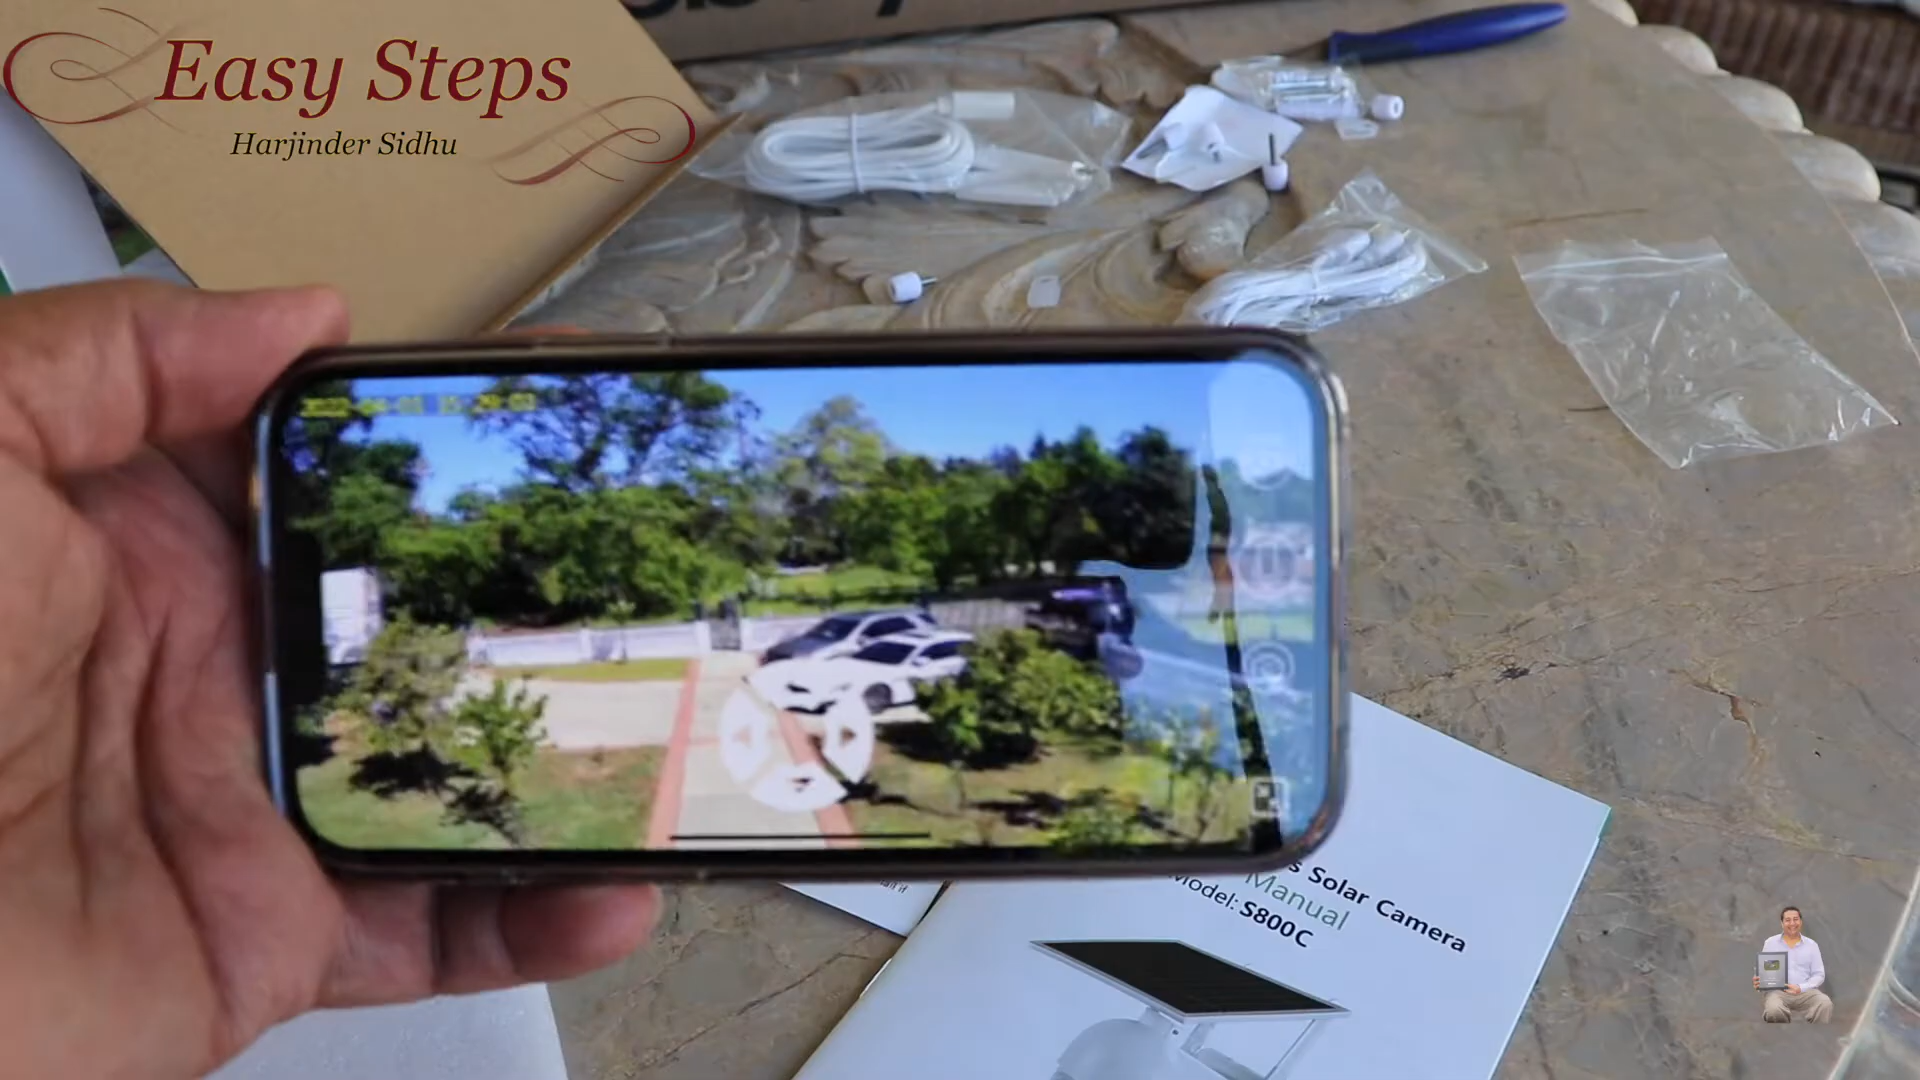 Easy Steps
Harjinder Sidhu
s Solar Camera
Manual
Model: S800C